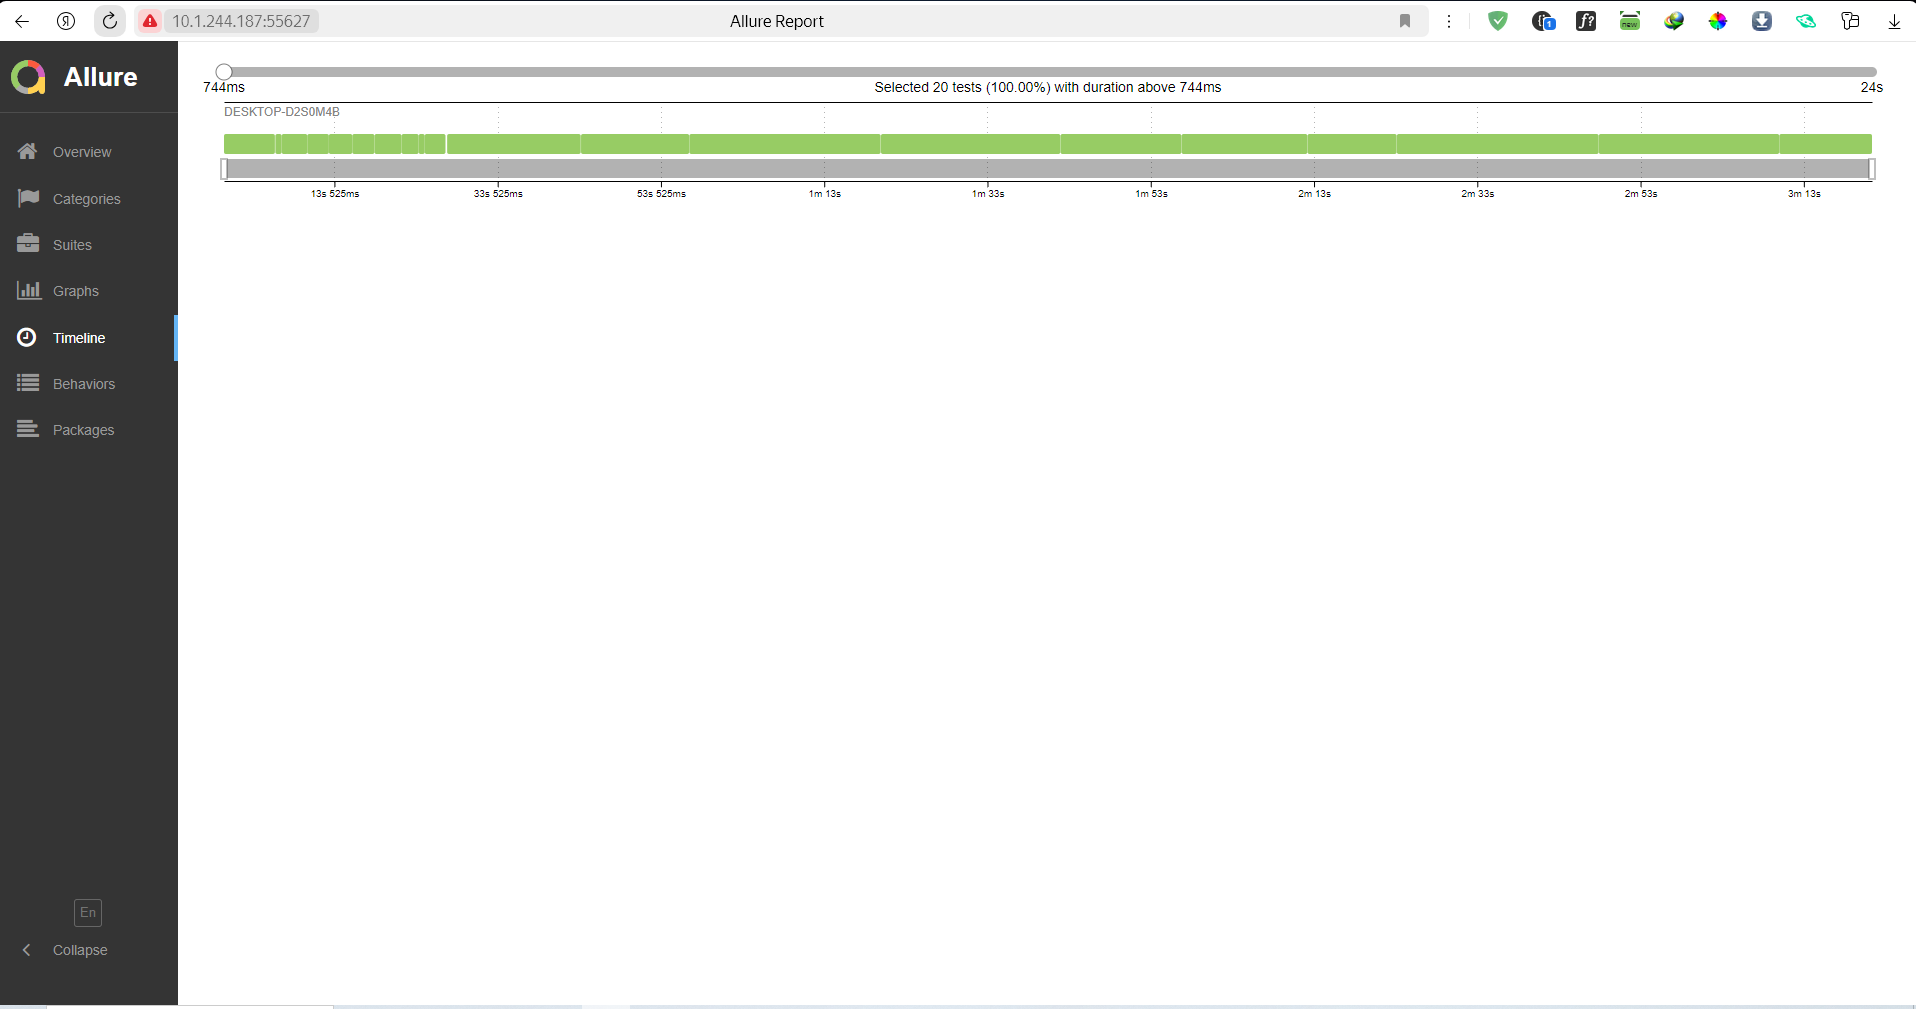 Я
10.1.244.187:55627
Allure Report
1
f?
new
Allure
Overview
Categories
Suites
Graphs
Timeline
Behaviors
Packages
En
Collapse
744ms
Selected 20 tests (100.00%) with duration above 744ms
24s
DESKTOP-D2S0M4B
13s 525ms
33s 525ms
53s 525ms
1m 13s
1m 33s
1m 53s
2m 13s
2m 33s
2m 53s
3m 13s